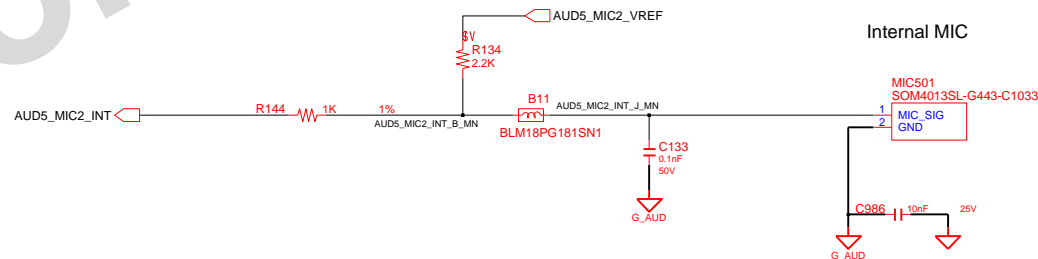 AUD5_MIC2_VREF
Internal MIC
$V
R134
2.2K
MIC501
SOM4013SL-G443-C1033
B11
AUD5_MIC2_INT_J_MN
AUD5_MIC2_INT
R144
1K
1%
1
MIC_SIG
AUD5_MIC2_INT_B_MN
2
GND
BLM18PG181SN1
C133
0.1nF
50V
G_AUD
C986
10nF
25V
G_AUD